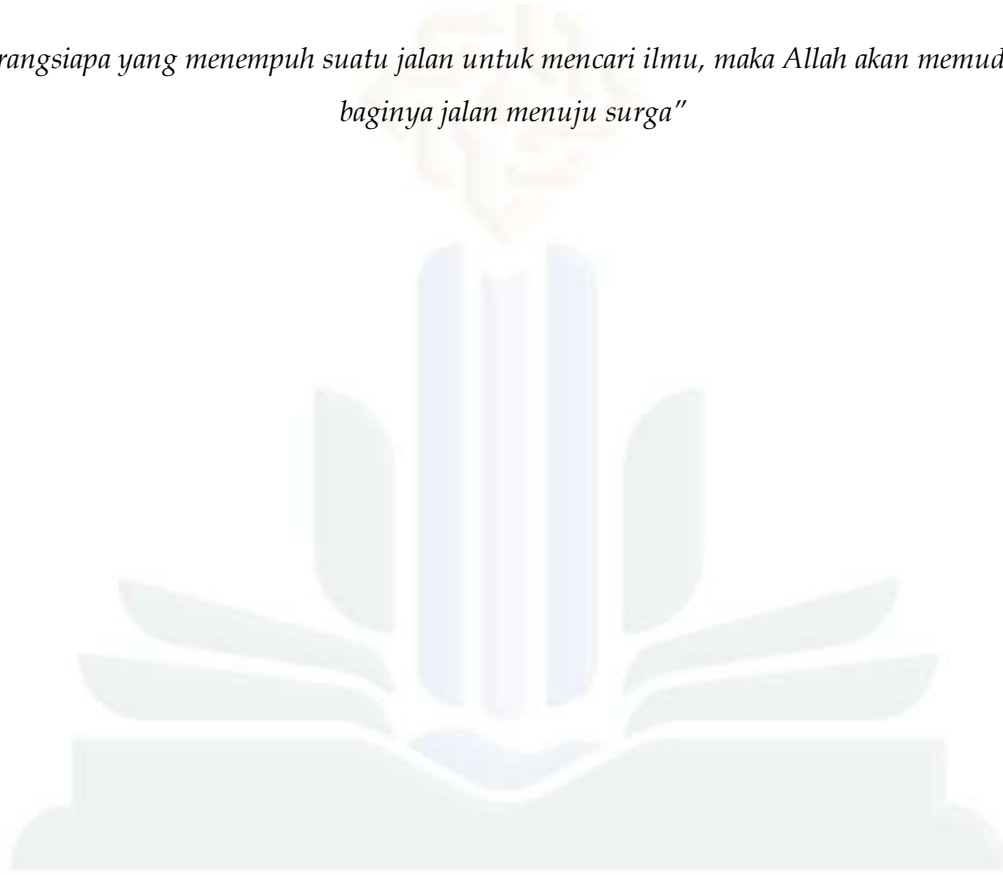 rangsiapa yang menempuh suatu jalan untuk mencari ilmu, maka Allah akan memud
baginya jalan menuju surga”